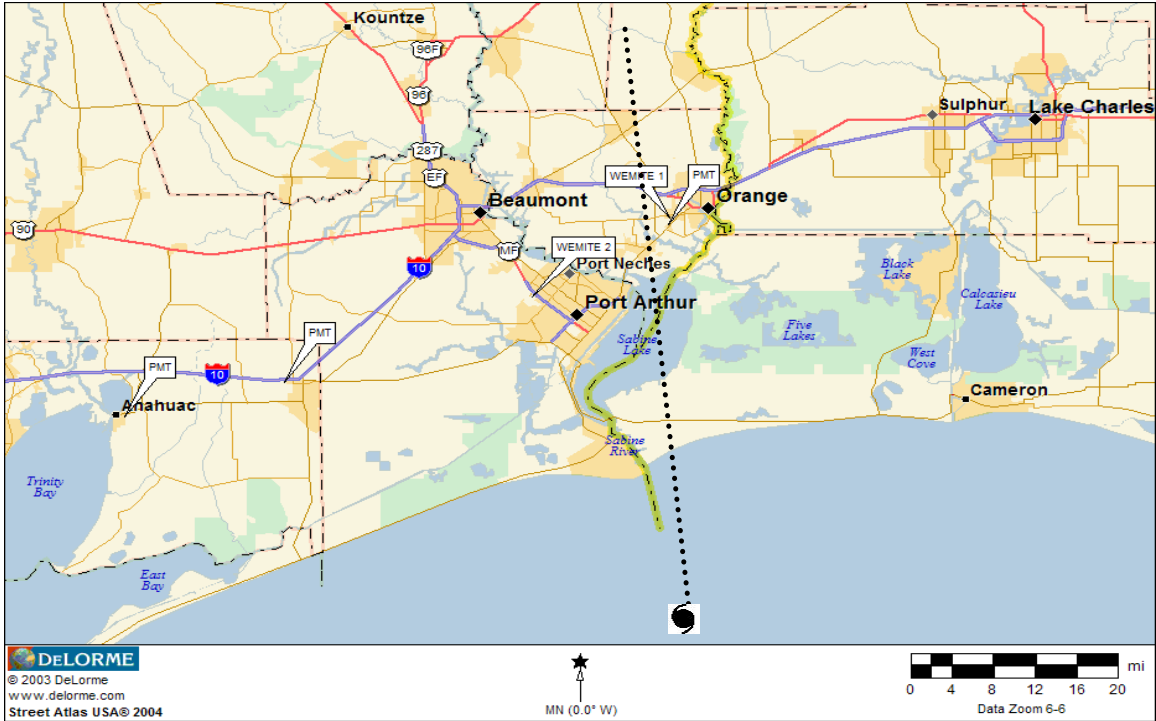 Kountze
96F
96
Sulphur
Lake Charles
287
EF
WEMITE 1
PMT
Beaumont
Orange
90
MF
WEMITE 2
Port Neches
10
Black
Lake
Port Arthur
Calcasieu
Lake
PMT
Sabine
Lake
Five
Lakes
West
Cove
PMT
10
Anahuac
Cameron
Sabine
River
Trinity
Bay
East
Bay
DELORME
© 2003 DeLorme
www.delorme.com
Street Atlas USA® 2004
MN (0.0° W)
mi
0 4 8 12 16 20
Data Zoom 6-6